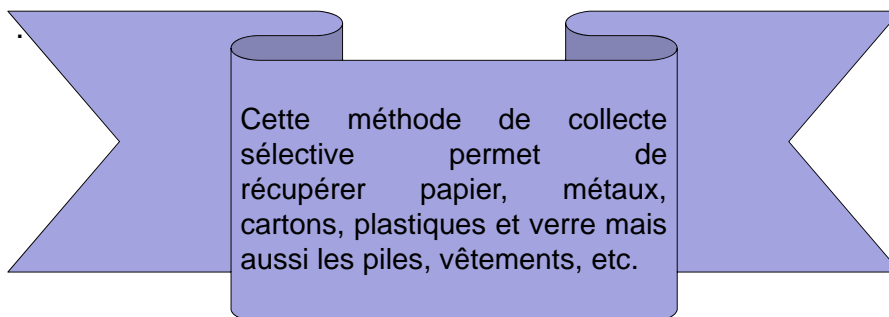 .
Cette méthode de collecte
sélective permet de
récupérer papier, métaux,
cartons, plastiques et verre mais
aussi les piles, vêtements, etc.